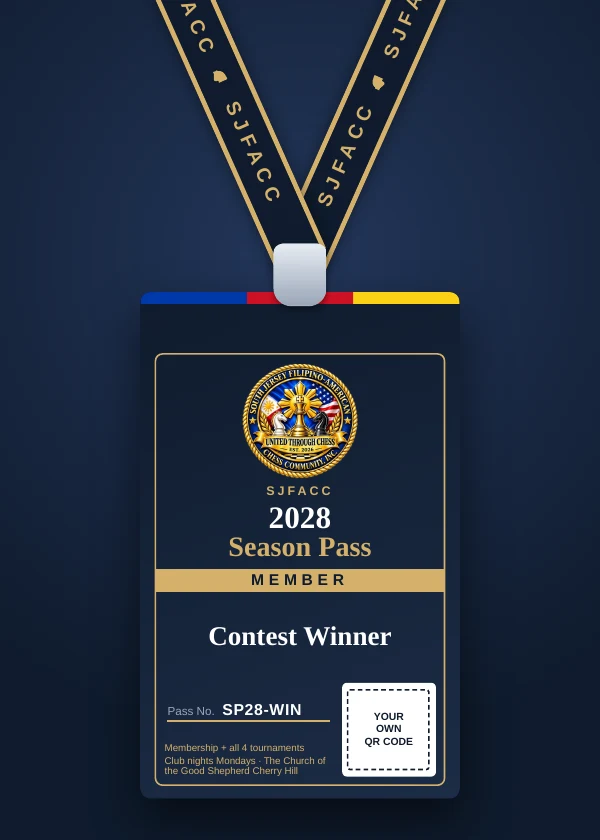 ACC SJFACC
SJFACC SJFA
SOUTH JERSEY FILIPINO-AMERICAN
UNITED THROUGH CHESS
EST. 2026
CHESS COMMUNITY, INC.
SJFACC
2028
Season Pass
MEMBER
Contest Winner
Pass No. SP28-WIN
YOUR
OWN
QR CODE
Membership + all 4 tournaments
Club nights Mondays · The Church of
the Good Shepherd Cherry Hill